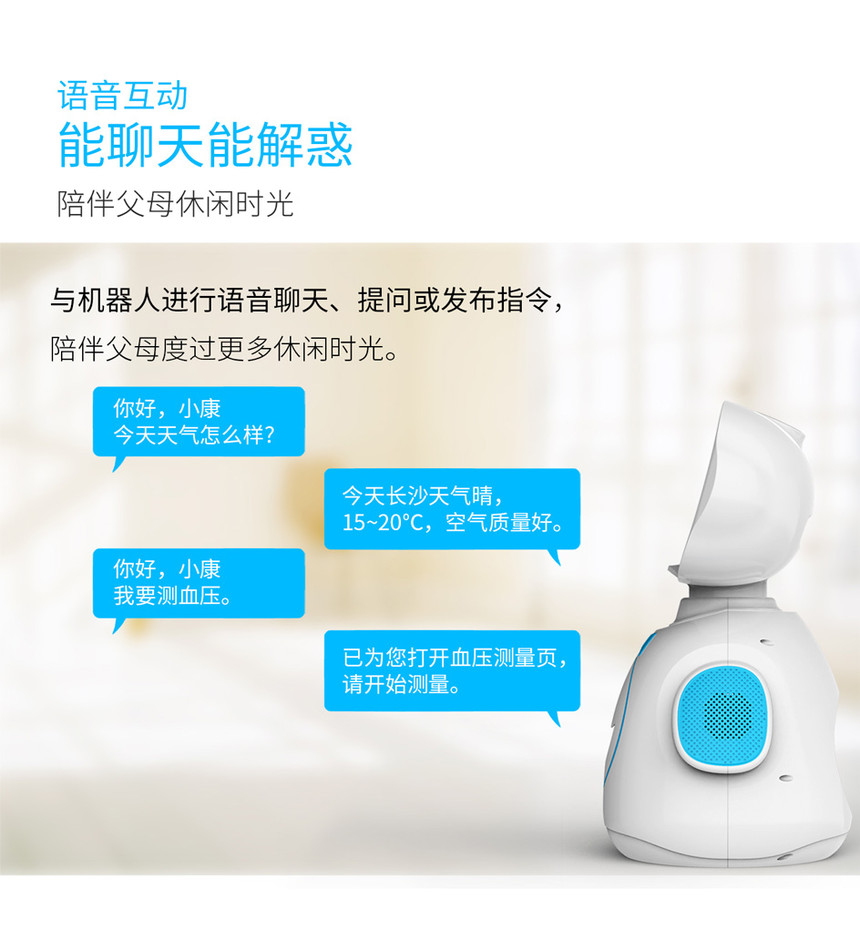 语音互动
能聊天能解惑
陪伴父母休闲时光
与机器人进行语音聊天、提问或发布指令，
陪伴父母度过更多休闲时光。
你好，小康
今天天气怎么样？
今天长沙天气晴，
15~20℃，空气质量好。
你好，小康
我要测血压。
已为您打开血压测量页，
请开始测量。